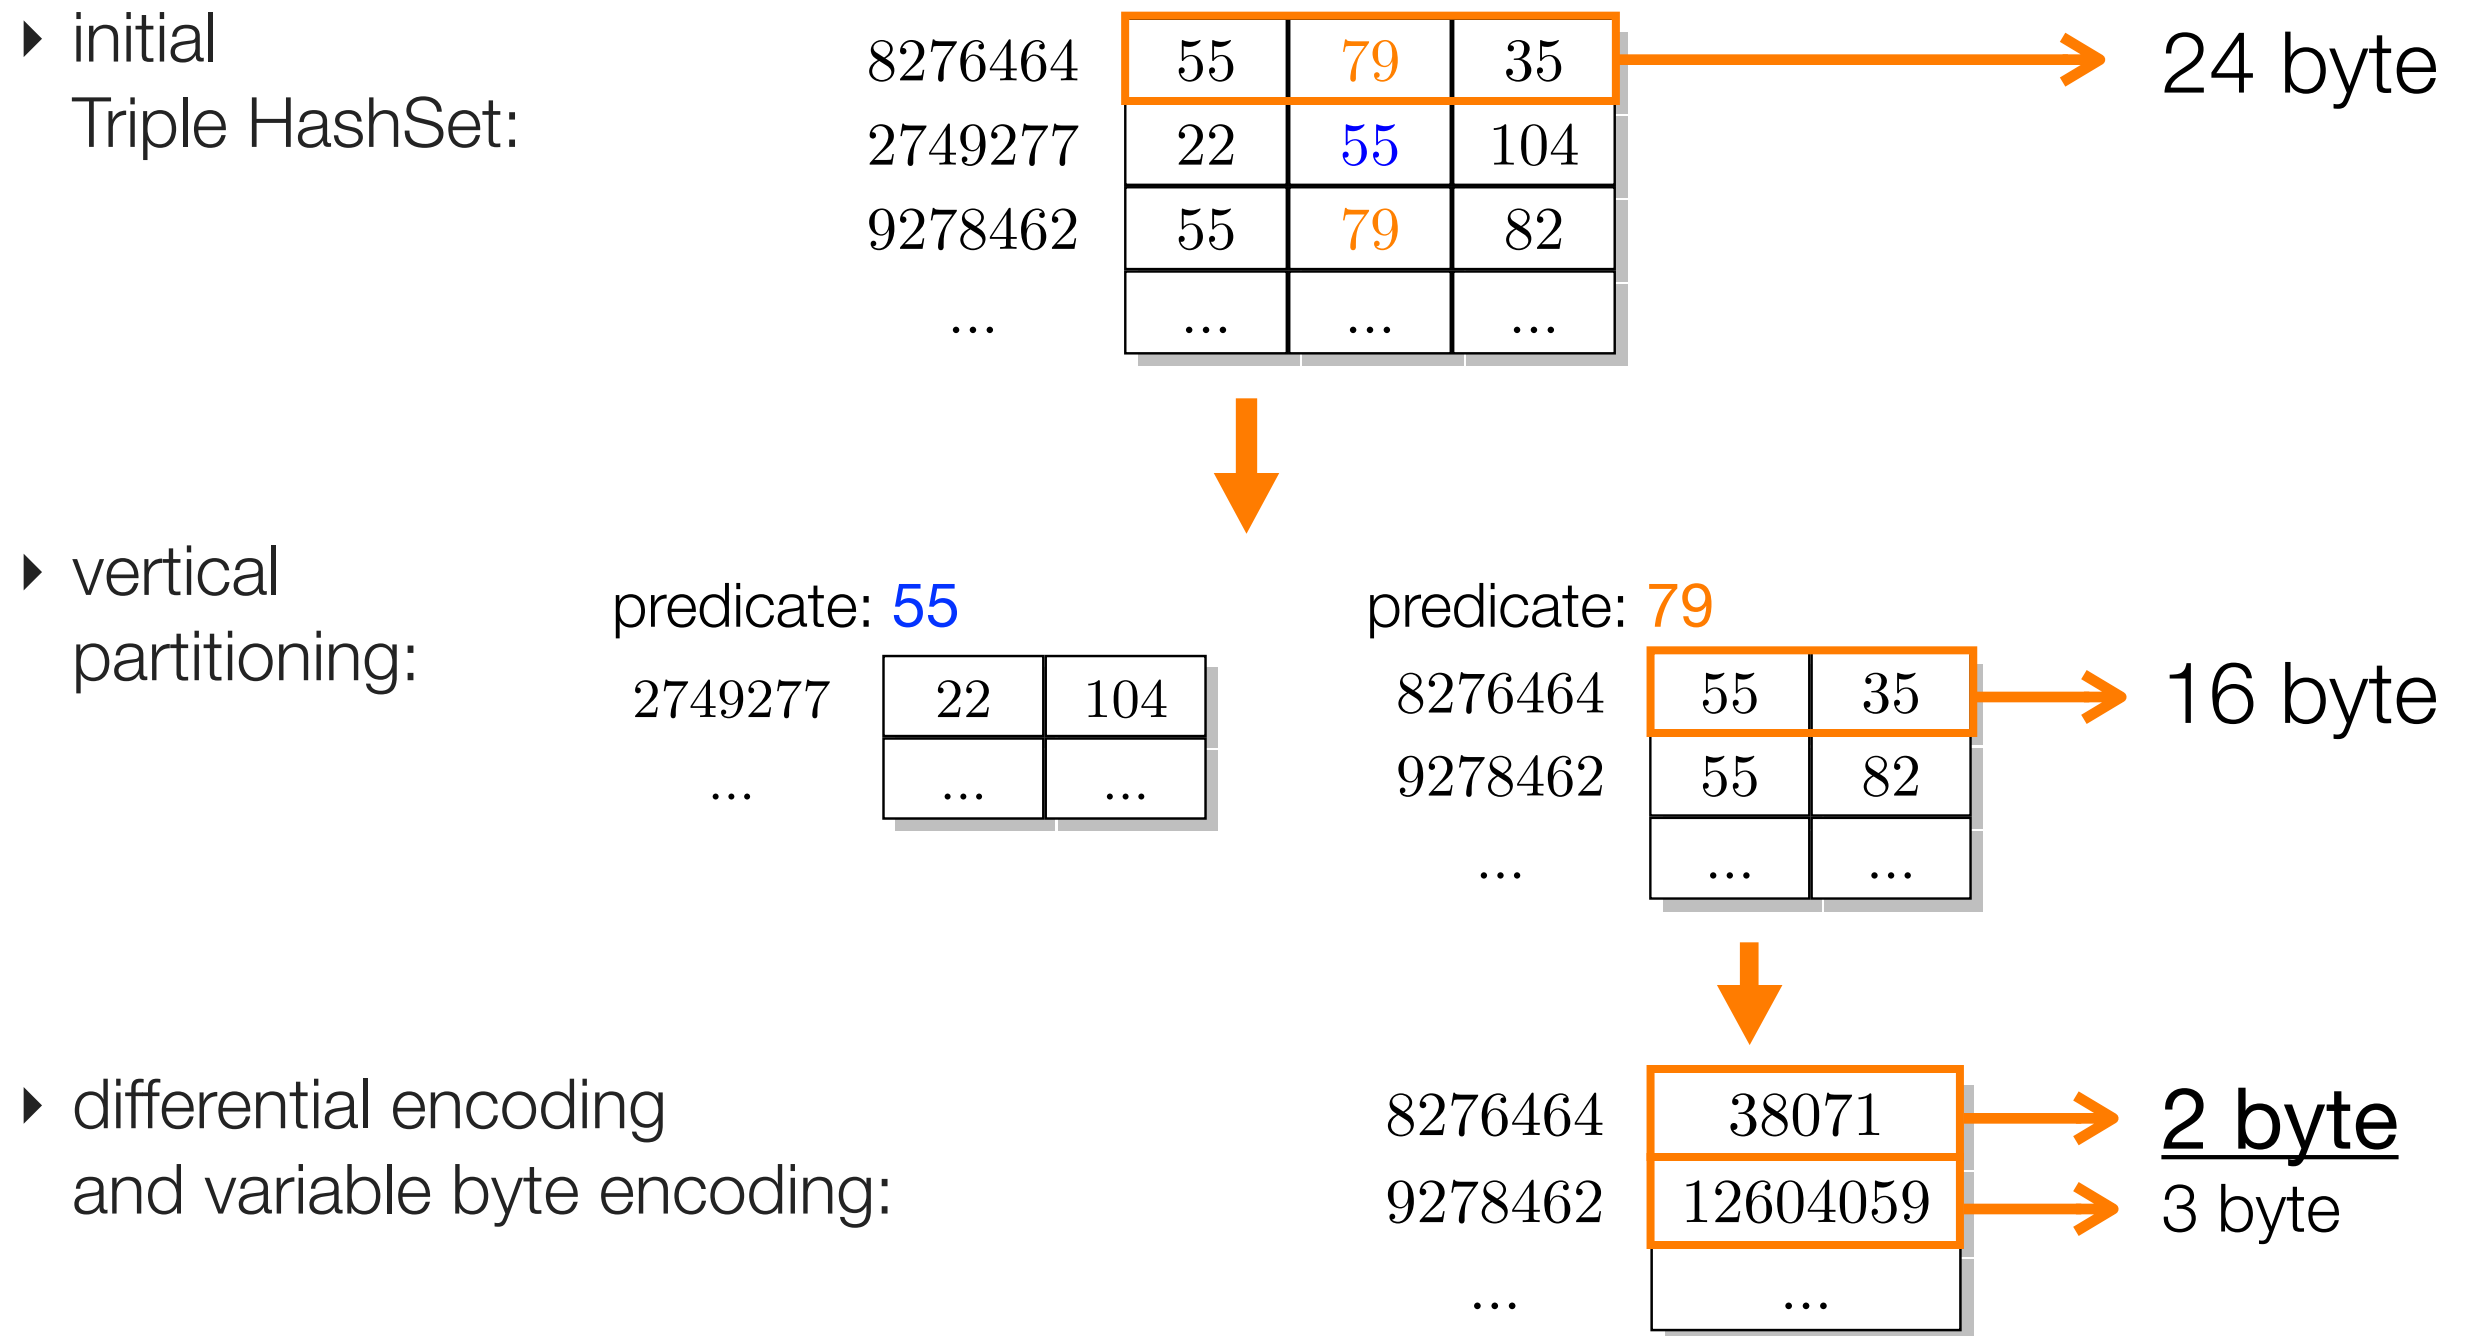 ‣ initial
Triple HashSet:
8276464 55 79 35
24 byte
2749277 22 55 104
9278462 55 79 82
... ... ... ...
‣ vertical
partitioning:
predicate: 55
2749277 22 104
... ... ...
predicate: 79
8276464 55 35
16 byte
9278462 55 82
... ... ...
‣ differential encoding
and variable byte encoding:
8276464 38071
2 byte
9278462 12604059
3 byte
... ...